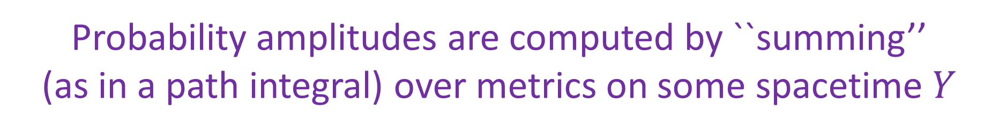 Probability amplitudes are computed by ``summing’’
(as in a path integral) over metrics on some spacetime 𝑌